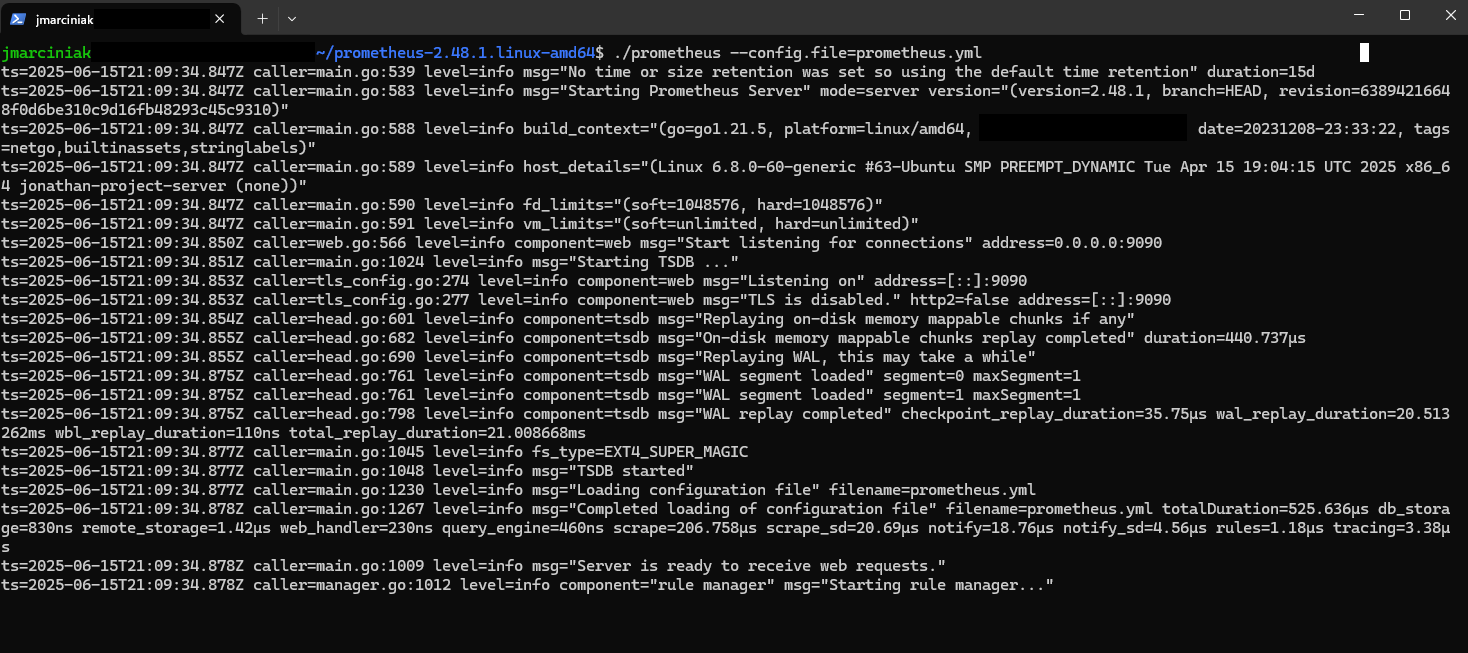 jmarciniak
jmarciniak ~/prometheus-2.48.1.linux-amd64$ ./prometheus --config.file=prometheus.yml
ts=2025-06-15T21:09:34.847Z caller=main.go:539 level=info msg="No time or size retention was set so using the default time retention" duration=15d
ts=2025-06-15T21:09:34.847Z caller=main.go:583 level=info msg="Starting Prometheus Server" mode=server version="(version=2.48.1, branch=HEAD, revision=6389421664
8f0d6be310c9d16fb48293c45c9310)"
ts=2025-06-15T21:09:34.847Z caller=main.go:588 level=info build_context="(go=go1.21.5, platform=linux/amd64, date=20231208-23:33:22, tags
=netgo,builtinassets,stringlabels)"
ts=2025-06-15T21:09:34.847Z caller=main.go:589 level=info host_details="(Linux 6.8.0-60-generic #63-Ubuntu SMP PREEMPT_DYNAMIC Tue Apr 15 19:04:15 UTC 2025 x86_6
4 jonathan-project-server (none))"
ts=2025-06-15T21:09:34.847Z caller=main.go:590 level=info fd_limits="(soft=1048576, hard=1048576)"
ts=2025-06-15T21:09:34.847Z caller=main.go:591 level=info vm_limits="(soft=unlimited, hard=unlimited)"
ts=2025-06-15T21:09:34.850Z caller=web.go:566 level=info component=web msg="Start listening for connections" address=0.0.0.0:9090
ts=2025-06-15T21:09:34.851Z caller=main.go:1024 level=info msg="Starting TSDB ..."
ts=2025-06-15T21:09:34.853Z caller=tls_config.go:274 level=info component=web msg="Listening on" address=[::]:9090
ts=2025-06-15T21:09:34.853Z caller=tls_config.go:277 level=info component=web msg="TLS is disabled." http2=false address=[::]:9090
ts=2025-06-15T21:09:34.854Z caller=head.go:601 level=info component=tsdb msg="Replaying on-disk memory mappable chunks if any"
ts=2025-06-15T21:09:34.855Z caller=head.go:682 level=info component=tsdb msg="On-disk memory mappable chunks replay completed" duration=440.737µs
ts=2025-06-15T21:09:34.855Z caller=head.go:690 level=info component=tsdb msg="Replaying WAL, this may take a while"
ts=2025-06-15T21:09:34.875Z caller=head.go:761 level=info component=tsdb msg="WAL segment loaded" segment=0 maxSegment=1
ts=2025-06-15T21:09:34.875Z caller=head.go:761 level=info component=tsdb msg="WAL segment loaded" segment=1 maxSegment=1
ts=2025-06-15T21:09:34.875Z caller=head.go:798 level=info component=tsdb msg="WAL replay completed" checkpoint_replay_duration=35.75µs wal_replay_duration=20.513
262ms wbl_replay_duration=110ns total_replay_duration=21.008668ms
ts=2025-06-15T21:09:34.877Z caller=main.go:1045 level=info fs_type=EXT4_SUPER_MAGIC
ts=2025-06-15T21:09:34.877Z caller=main.go:1048 level=info msg="TSDB started"
ts=2025-06-15T21:09:34.877Z caller=main.go:1230 level=info msg="Loading configuration file" filename=prometheus.yml
ts=2025-06-15T21:09:34.878Z caller=main.go:1267 level=info msg="Completed loading of configuration file" filename=prometheus.yml totalDuration=525.636µs db_stora
ge=830ns remote_storage=1.42µs web_handler=230ns query_engine=460ns scrape=206.758µs scrape_sd=20.69µs notify=18.76µs notify_sd=4.56µs rules=1.18µs tracing=3.38µ
s
ts=2025-06-15T21:09:34.878Z caller=main.go:1009 level=info msg="Server is ready to receive web requests."
ts=2025-06-15T21:09:34.878Z caller=manager.go:1012 level=info component="rule manager" msg="Starting rule manager..."